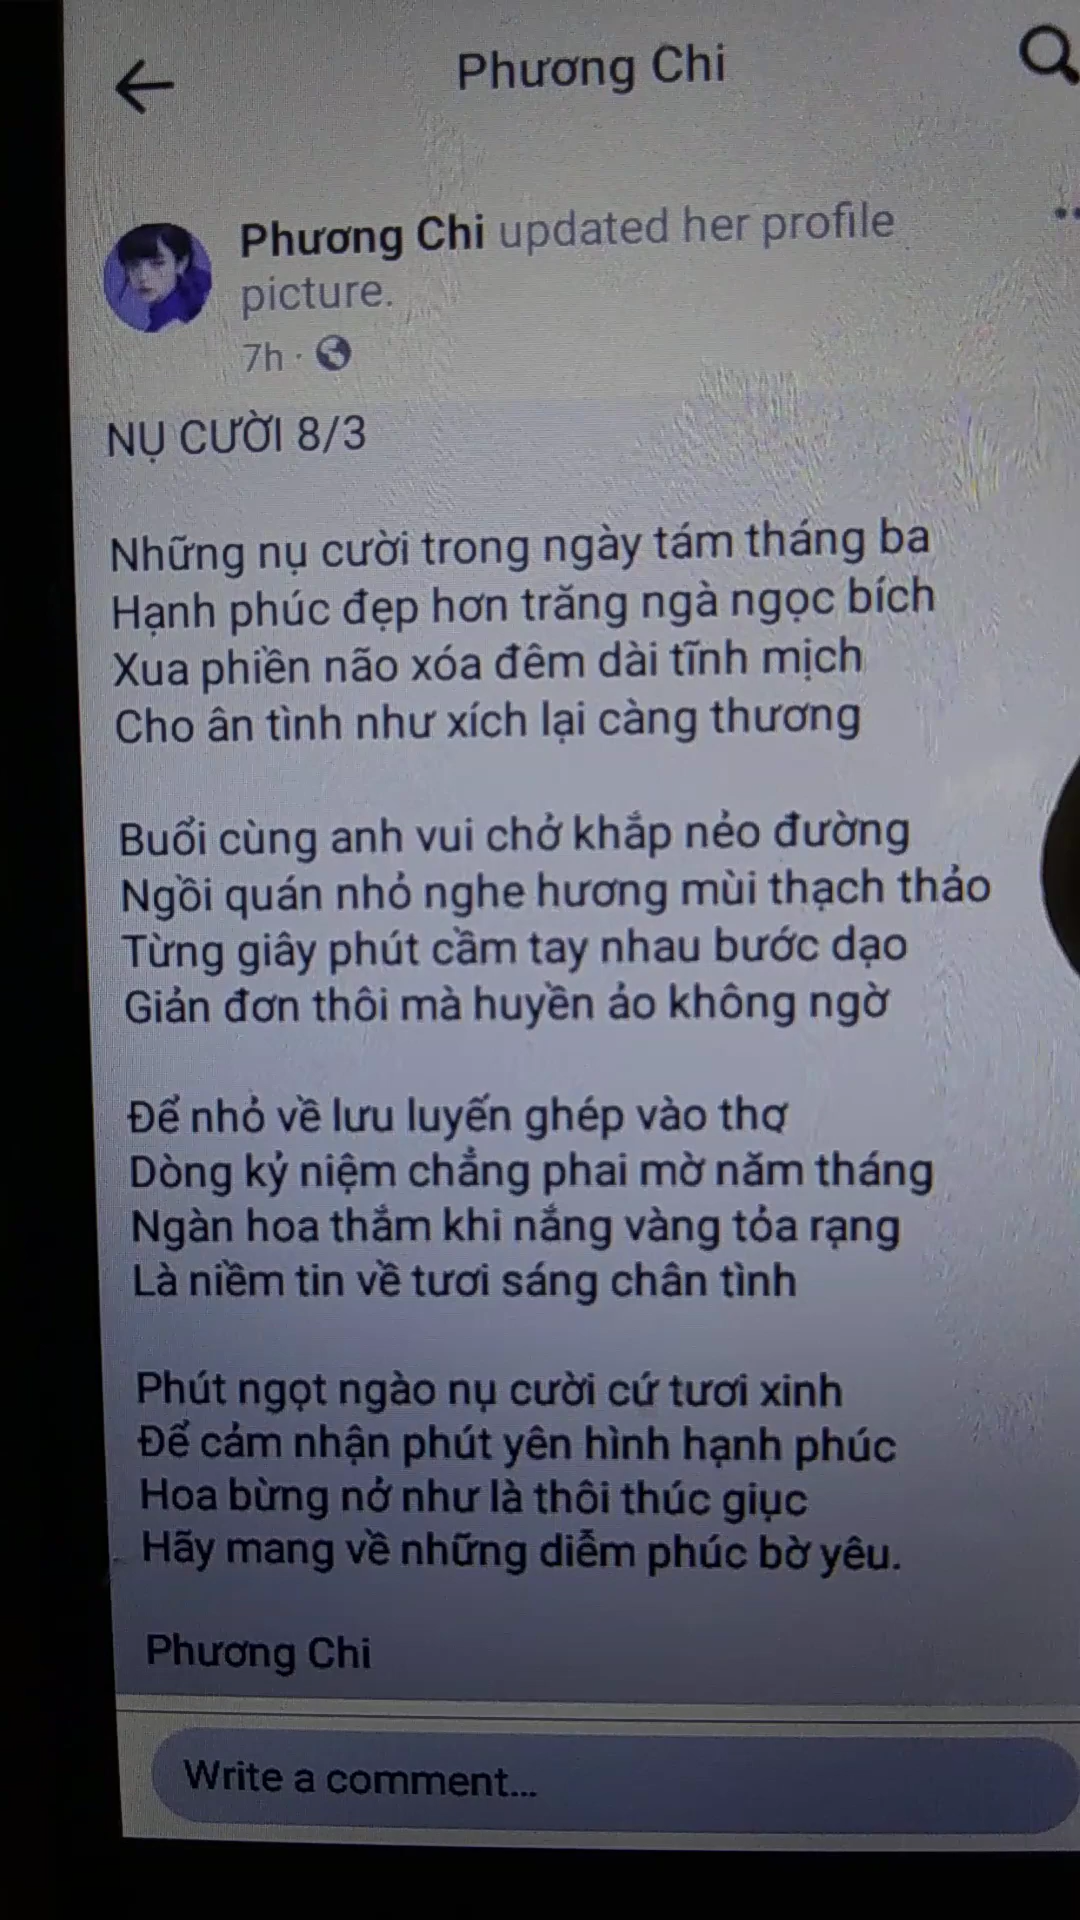 Phương Chi
Phương Chi updated her profile
picture.
7h ·
NỤ CƯỜI 8/3
Những nụ cười trong ngày tám tháng ba
Hạnh phúc đẹp hơn trăng ngà ngọc bích
Xua phiền não xóa đêm dài tĩnh mịch
Cho ân tình như xích lại càng thương
Buổi cùng anh vui chở khắp nẻo đường
Ngồi quán nhỏ nghe hương mùi thạch thảo
Từng giây phút cầm tay nhau bước dạo
Giản đơn thôi mà huyền ảo không ngờ
Để nhỏ về lưu luyến ghép vào thợ
Dòng kỷ niệm chẳng phai mờ năm tháng
Ngàn hoa thắm khi nắng vàng tỏa rạng
Là niềm tin về tươi sáng chân tình
Phút ngọt ngào nụ cười cứ tươi xinh
Để cảm nhận phút yên hình hạnh phúc
Hoa bừng nở như là thôi thúc giục
Hãy mang về những diễm phúc bờ yêu.
Phương Chi
Write a comment...